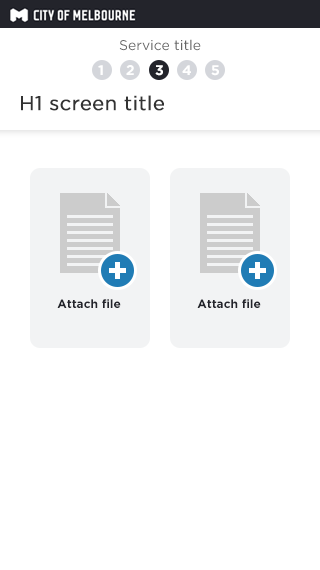 CITY OF MELBOURNE
Service title
1 2 3 4 5
H1 screen title
Attach file
Attach file